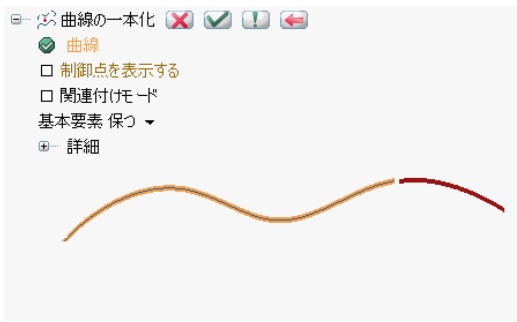 曲線の一本化
曲線
制御点を表示する
関連付けモード
基本要素 保つ
詳細